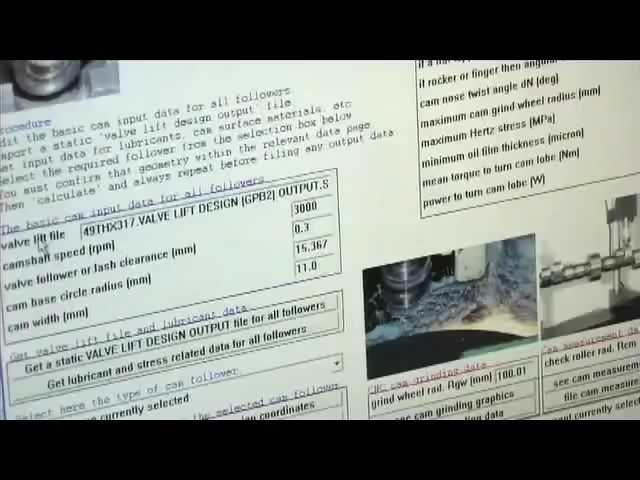 rocedure
dit the basic cam input data for all followers
mport a static 'valve lift design output' file
et input data for lubricants, cam surface materials, etc
Select the required follower from the selection box below
You must confirm that geometry within the relevant data page
Then 'calculate' and always repeat before filing any output data
The basic cam input data for all followers
valve lift file 49THX317.VALVE LIFT DESIGN (GPB2) OUTPUT.S
camshaft speed (rpm) 3000
valve follower or lash clearance (mm) 0.3
cam base circle radius (mm) 15.367
cam width (mm) 11.0
Get valve lift file and lubricant data
Get a static VALVE LIFT DESIGN OUTPUT file for all followers
Get lubricant and stress related data for all followers
Select here the type of cam follower
currently selected
the selected cam follower
coordinates
if rocker or finger then angular
cam nose twist angle dN (deg)
maximum cam grind wheel radius (mm)
maximum Hertz stress (MPa)
minimum oil film thickness (micron)
mean torque to turn cam lobe (Nm)
power to turn cam lobe (W)
CNC cam grinding data
grind wheel rad. Rgw (mm) 100.01
see cam grinding graphics
data
Cam measurement
check roller rad. Rcm
see cam measurem
file cam measurem
currently selected